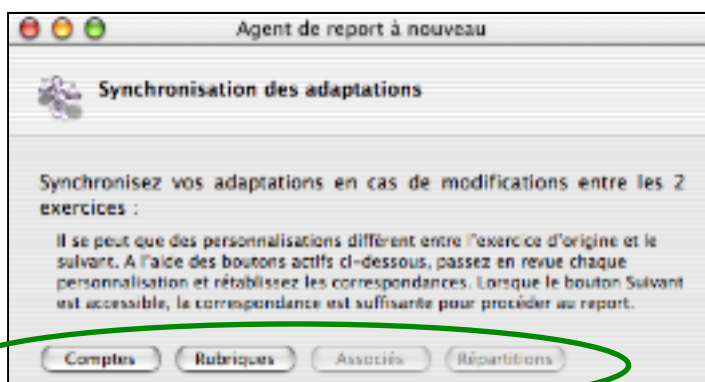 Agent de report à nouveau
Synchronisation des adaptations
Synchronisez vos adaptations en cas de modifications entre les 2
exercices :
Il se peut que des personnalisations diffèrent entre l'exercice d'origine et le
suivant. A l'aide des boutons actifs ci-dessous, passez en revue chaque
personnalisation et rétablissez les correspondances. Lorsque le bouton Suivant
est accessible, la correspondance est suffisante pour procéder au report.
Comptes Rubriques Associés Répartitions